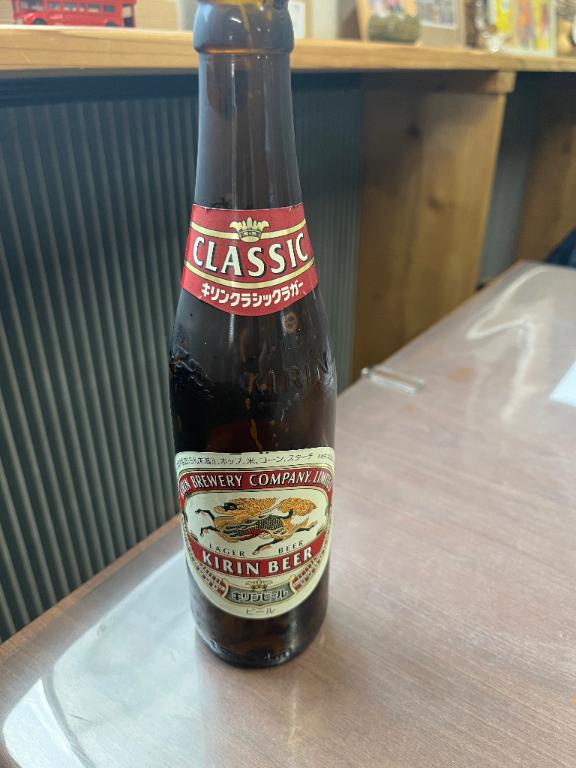 CLASSIC
キリンクラシックラガー
KIRIN
ホップ、米、コーン、スターチ
BREWERY COMPANY, LIMITED
LAGER BEER
KIRIN BEER
キリンビール
ビール